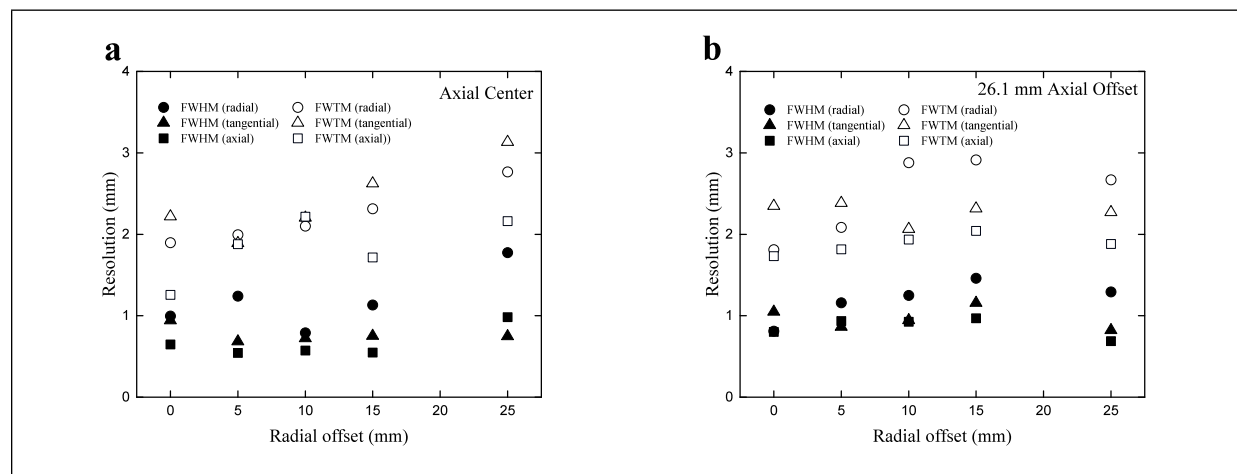 a
Axial Center
FWHM (radial) FWTM (radial)
FWHM (tangential) FWTM (tangential)
FWHM (axial) FWTM (axial))
Resolution (mm)
4
3
2
1
0
0 5 10 15 20 25
Radial offset (mm)
b
26.1 mm Axial Offset
FWHM (radial) FWTM (radial)
FWHM (tangential) FWTM (tangential)
FWHM (axial) FWTM (axial)
Resolution (mm)
4
3
2
1
0
0 5 10 15 20 25
Radial offset (mm)